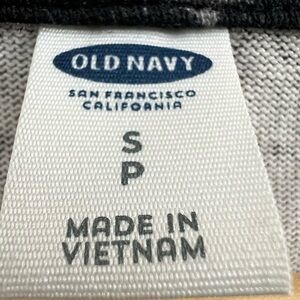 OLD NAVY
SAN FRANCISCO
CALIFORNIA
S
P
MADE IN
VIETNAM